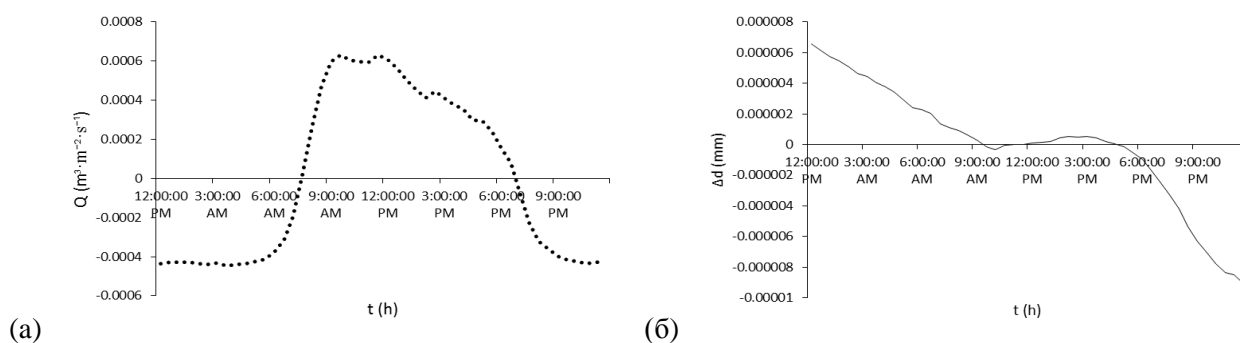 0.0008
0.0006
0.0004
0.0002
0
-0.0002
-0.0004
-0.0006
Q (m³·m⁻²·s⁻¹)
12:00:00 3:00:00 6:00:00 9:00:00 12:00:00 3:00:00 6:00:00 9:00:00
PM AM AM AM PM PM PM PM
t (h)
(а)
0.000008
0.000006
0.000004
0.000002
0
-0.000002
-0.000004
-0.000006
-0.000008
-0.00001
Δd (mm)
12:00:00 3:00:00 6:00:00 9:00:00 12:00:00 3:00:00 6:00:00 9:00:00
PM AM AM AM PM PM PM PM
t (h)
(б)